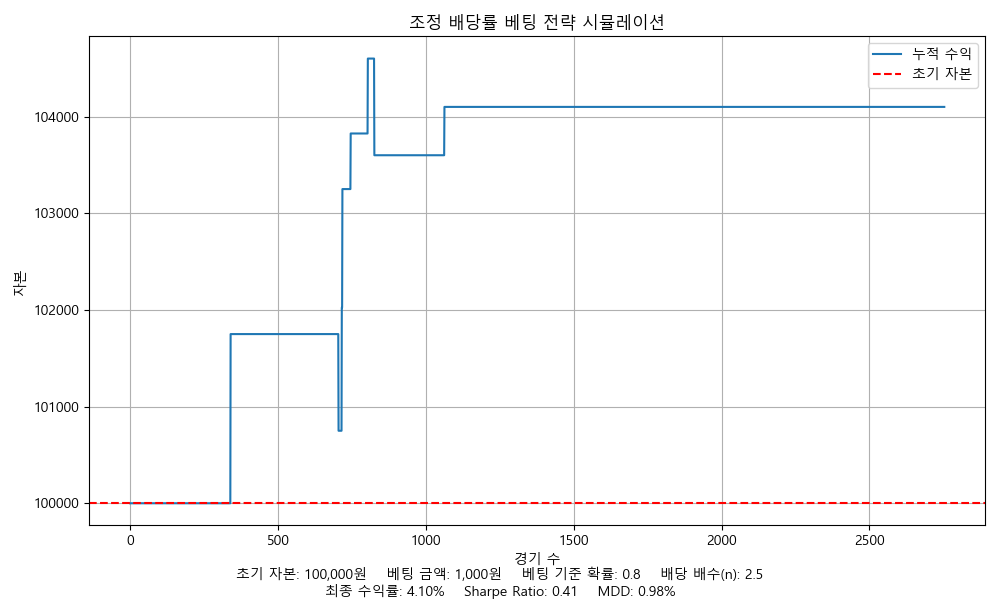 조정 배당률 베팅 전략 시뮬레이션
누적 수익
초기 자본
104000
103000
102000
101000
100000
자본
0 500 1000 1500 2000 2500
경기 수
초기 자본: 100,000원 베팅 금액: 1,000원 베팅 기준 확률: 0.8 배당 배수(n): 2.5
최종 수익률: 4.10% Sharpe Ratio: 0.41 MDD: 0.98%